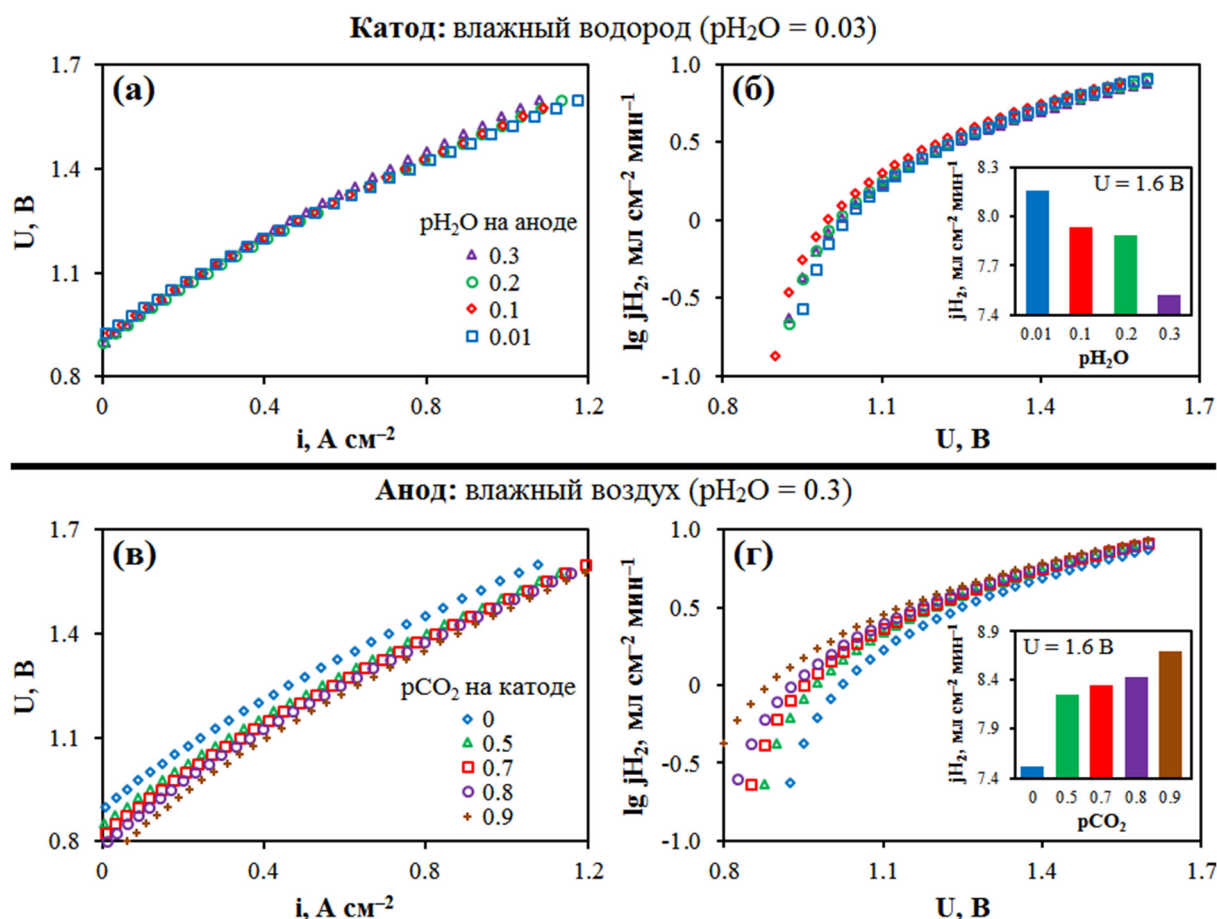 Катод: влажный водород (pH₂O = 0.03)
(а)
U, В
1.7
1.4
1.1
0.8
0
0.4
0.8
1.2
i, А см⁻²
pH₂O на аноде
0.3
0.2
0.1
0.01
(б)
lg jH₂, мл см⁻² мин⁻¹
1.0
0.5
0
-0.5
-1.0
0.8
1.1
1.4
1.7
U, В
jH₂, мл см⁻² мин⁻¹
8.3
8.0
7.7
7.4
U = 1.6 В
0.01
0.1
0.2
0.3
pH₂O
Анод: влажный воздух (pH₂O = 0.3)
(в)
U, В
1.7
1.4
1.1
0.8
0
0.4
0.8
1.2
i, А см⁻²
pCO₂ на катоде
0
0.5
0.7
0.8
0.9
(г)
lg jH₂, мл см⁻² мин⁻¹
1.0
0.5
0
-0.5
-1.0
0.8
1.1
1.4
1.7
U, В
jH₂, мл см⁻² мин⁻¹
8.9
8.4
7.9
7.4
U = 1.6 В
0
0.5
0.7
0.8
0.9
pCO₂